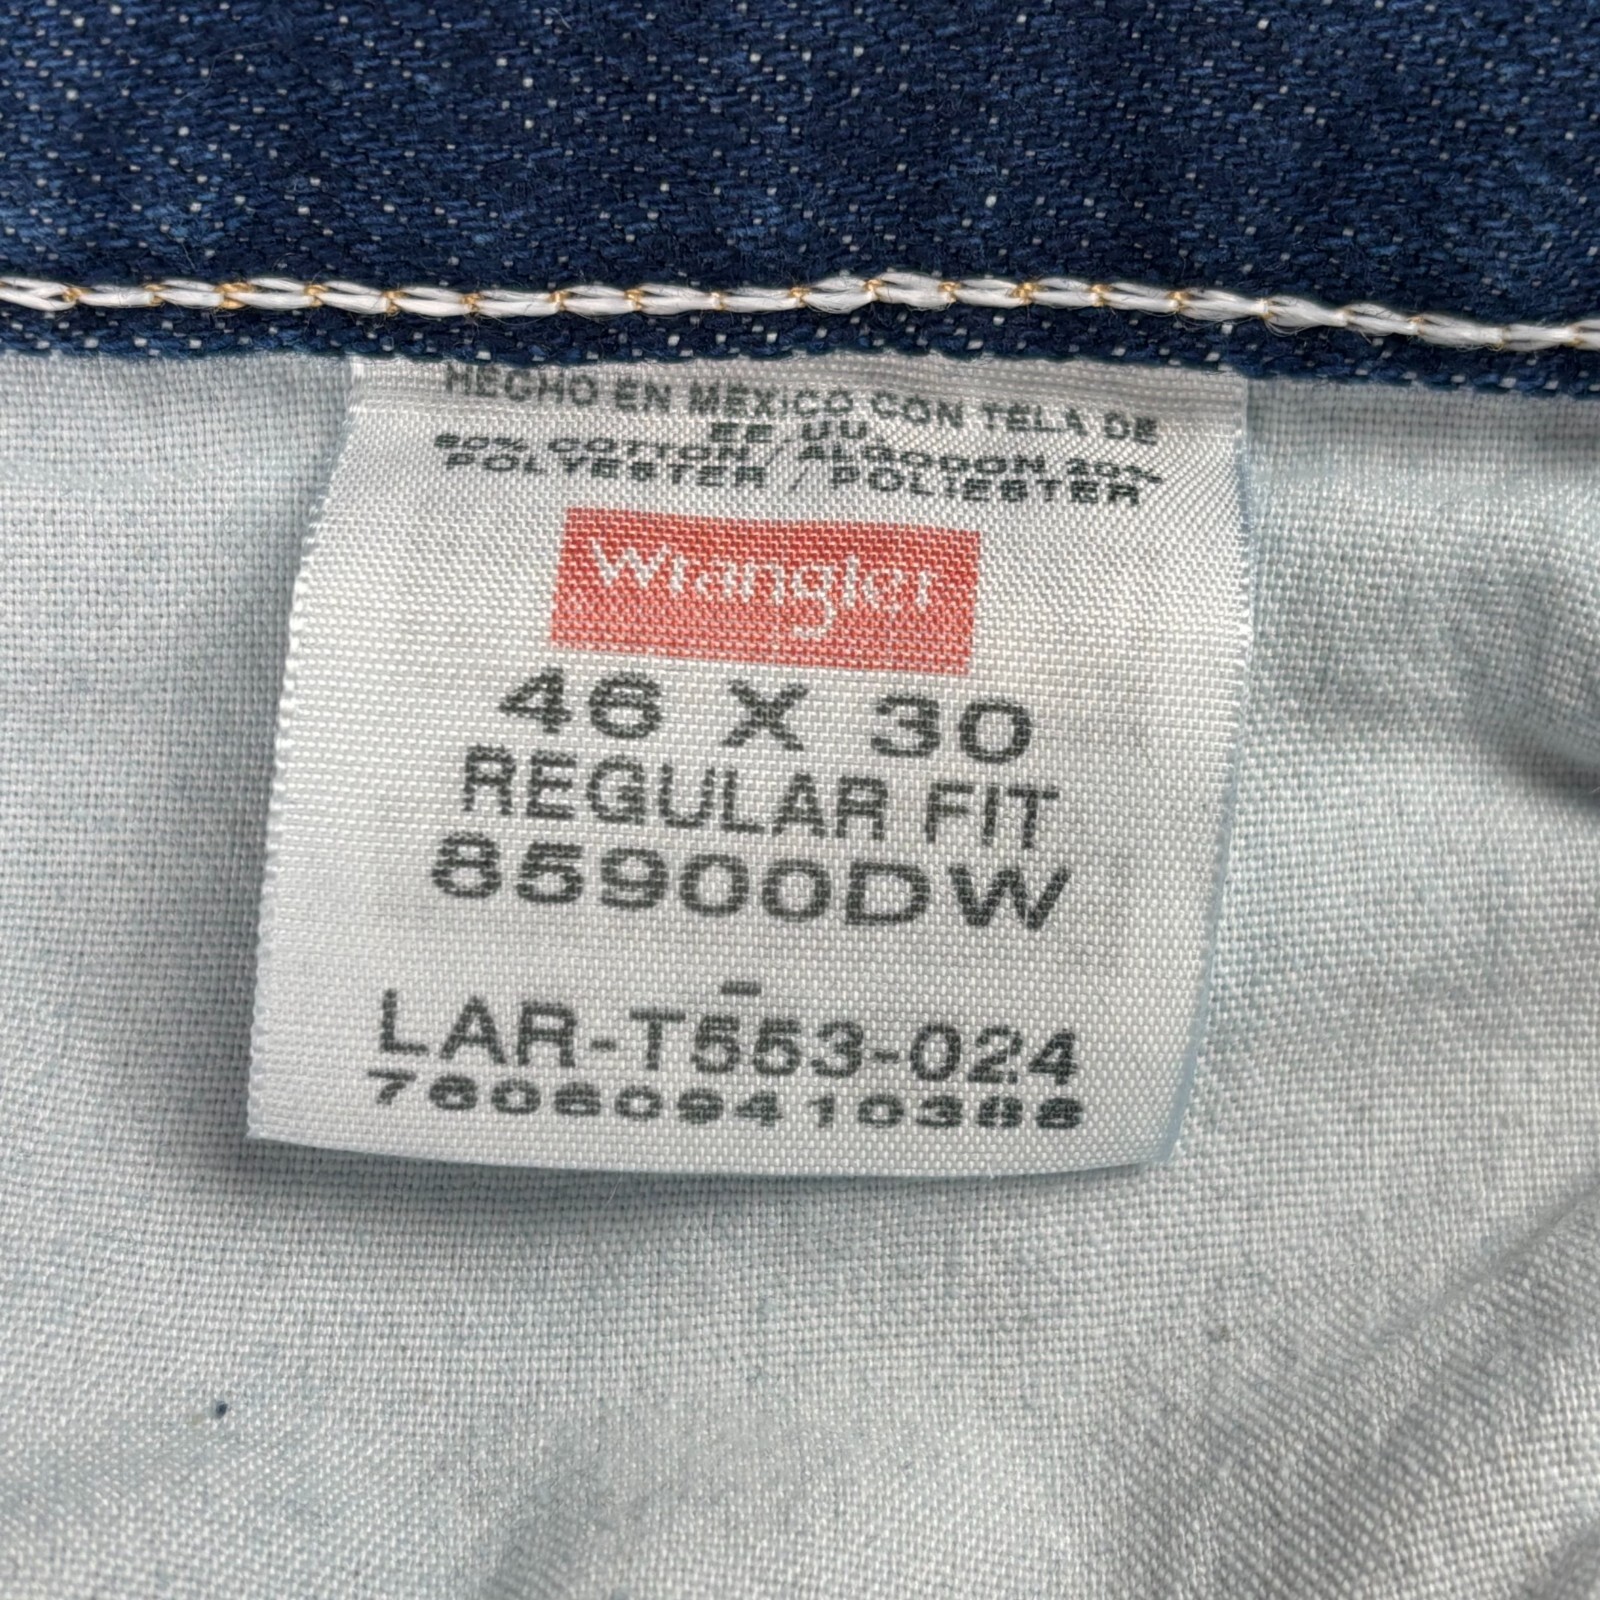 HECHO EN MEXICO CON TELA DE
EE UU.
80% COTTON / ALGODON 20%
POLYESTER / POLIESTER
Wrangler
46 X 30
REGULAR FIT
85900DW
-
LAR-T553-024